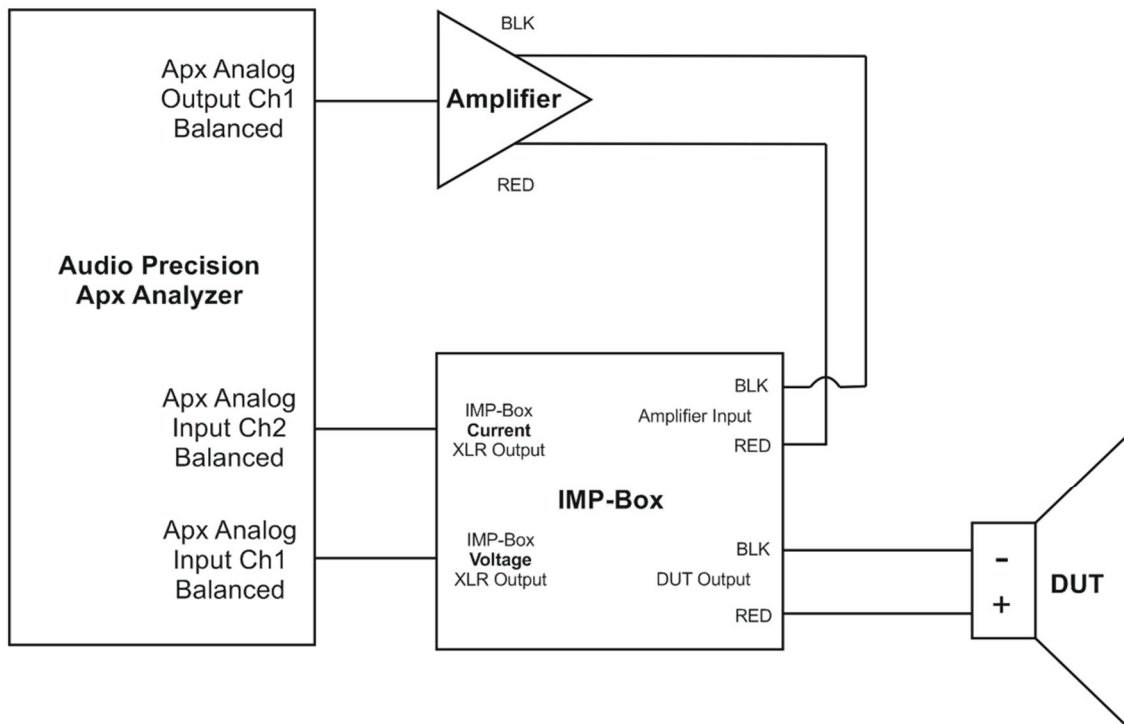 Apx Analog
Output Ch1
Balanced
BLK
Amplifier
RED
Audio Precision
Apx Analyzer
Apx Analog
Input Ch2
Balanced
Apx Analog
Input Ch1
Balanced
IMP-Box
Current
XLR Output
BLK
Amplifier Input
RED
IMP-Box
IMP-Box
Voltage
XLR Output
BLK
DUT Output
RED
-
+
DUT